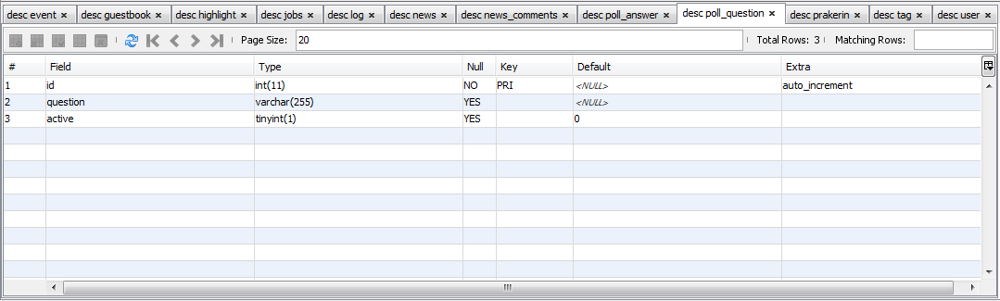 desc event × desc guestbook × desc highlight × desc jobs × desc log × desc news × desc news_comments × desc poll_answer × desc poll_question × desc prakerin × desc tag × desc user ×
Page Size: 20 Total Rows: 3 Matching Rows:
# Field Type Null Key Default Extra
1 id int(11) NO PRI <NULL> auto_increment
2 question varchar(255) YES <NULL>
3 active tinyint(1) YES 0